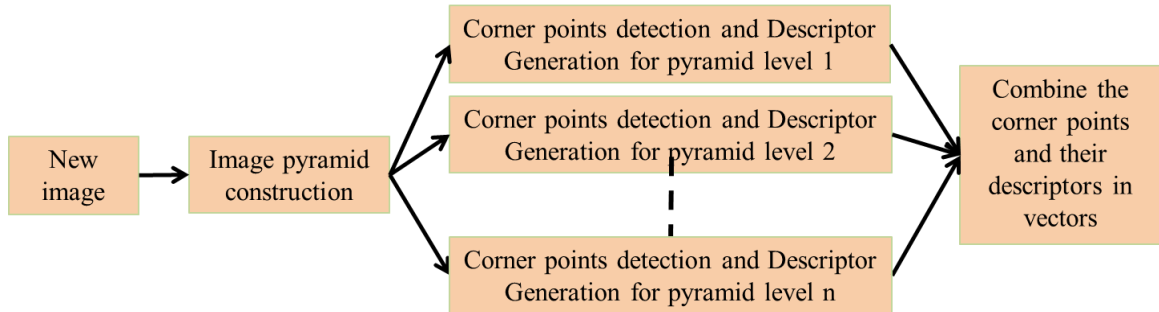 New
image
Image pyramid
construction
Corner points detection and Descriptor
Generation for pyramid level 1
Corner points detection and Descriptor
Generation for pyramid level 2
Corner points detection and Descriptor
Generation for pyramid level n
Combine the
corner points
and their
descriptors in
vectors